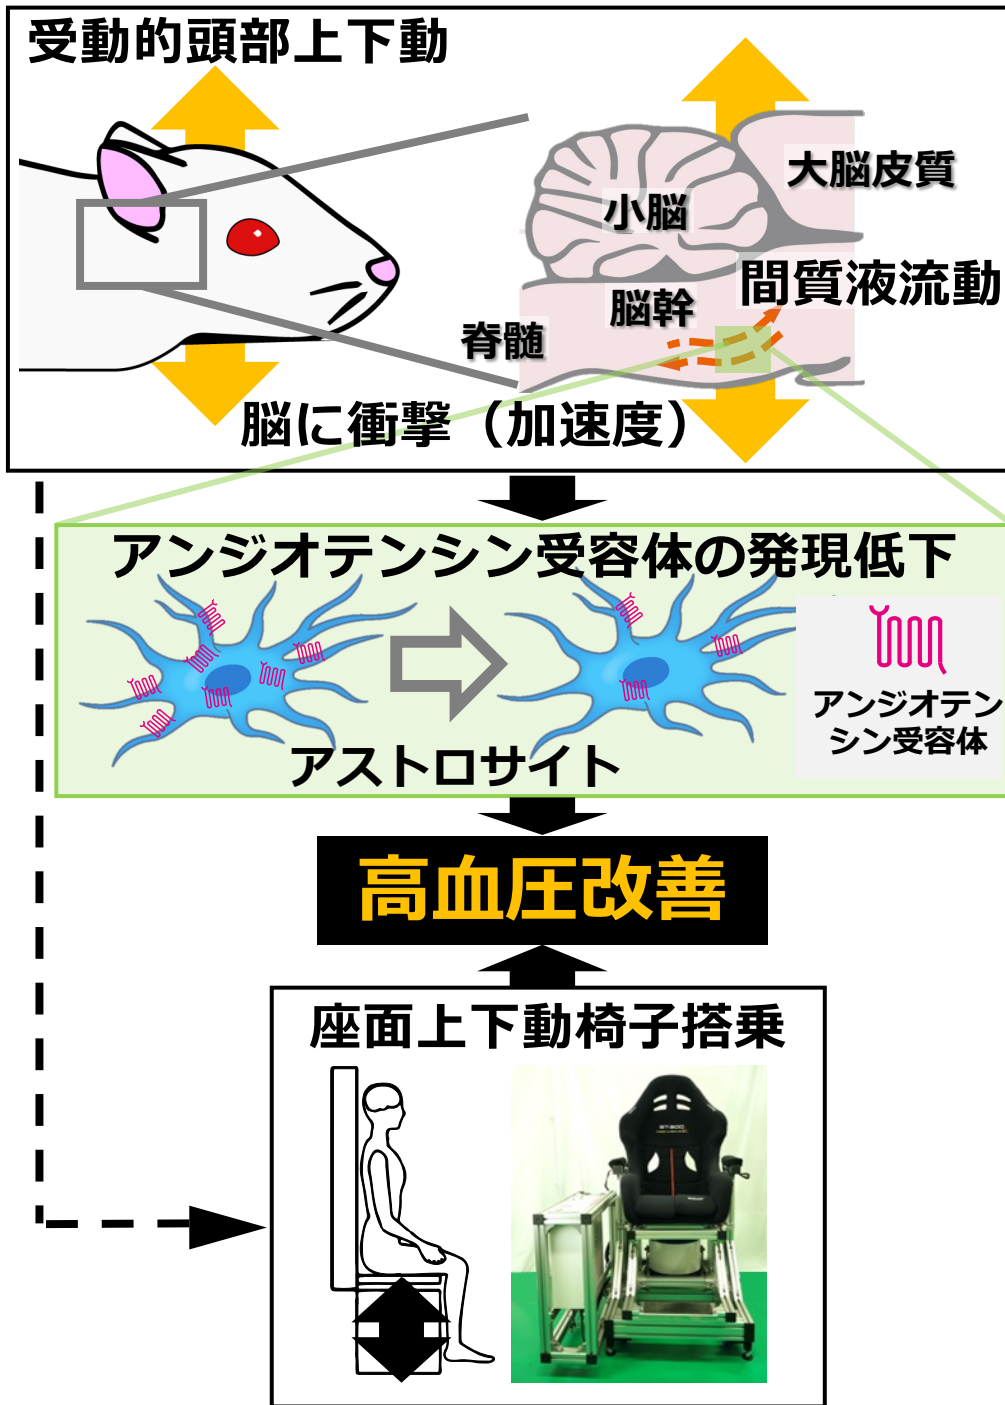 受動的頭部上下動
大脳皮質
小脳
間質液流動
脳幹
脊髄
脳に衝撃（加速度）
アンジオテンシン受容体の発現低下
アンジオテン
シン受容体
アストロサイト
高血圧改善
座面上下動椅子搭乗